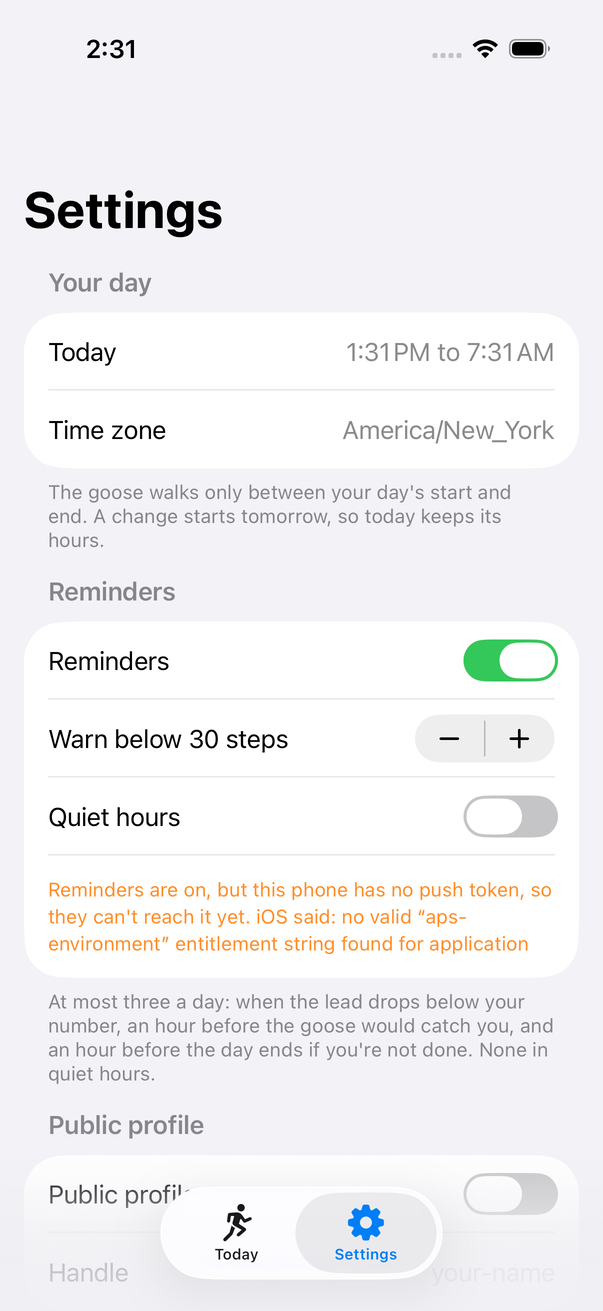 2:31
Settings
Your day
Today
1:31 PM to 7:31 AM
Time zone
America/New_York
The goose walks only between your day's start and
end. A change starts tomorrow, so today keeps its
hours.
Reminders
Reminders
Warn below 30 steps
Quiet hours
Reminders are on, but this phone has no push token, so
they can't reach it yet. iOS said: no valid “aps-
environment” entitlement string found for application
At most three a day: when the lead drops below your
number, an hour before the goose would catch you, and
an hour before the day ends if you're not done. None in
quiet hours.
Public profile
Public profile
Handle
your-name
Today
Settings